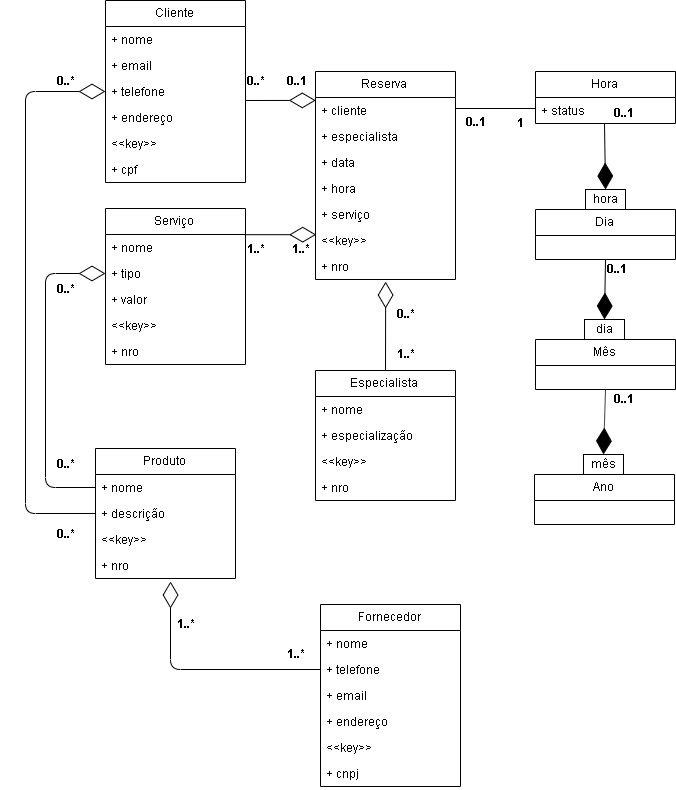 Cliente
+ nome
+ email
+ telefone
+ endereço
<<key>>
+ cpf
0..*
0..*
0..1
Reserva
+ cliente
+ especialista
+ data
+ hora
+ serviço
<<key>>
+ nro
0..1
1
Hora
+ status
0..1
hora
Dia
0..1
dia
Mês
0..1
mês
Ano
Serviço
+ nome
+ tipo
+ valor
<<key>>
+ nro
1..*
1..*
0..*
0..*
1..*
Especialista
+ nome
+ especialização
<<key>>
+ nro
0..*
Produto
+ nome
+ descrição
<<key>>
+ nro
0..*
1..*
1..*
Fornecedor
+ nome
+ telefone
+ email
+ endereço
<<key>>
+ cnpj